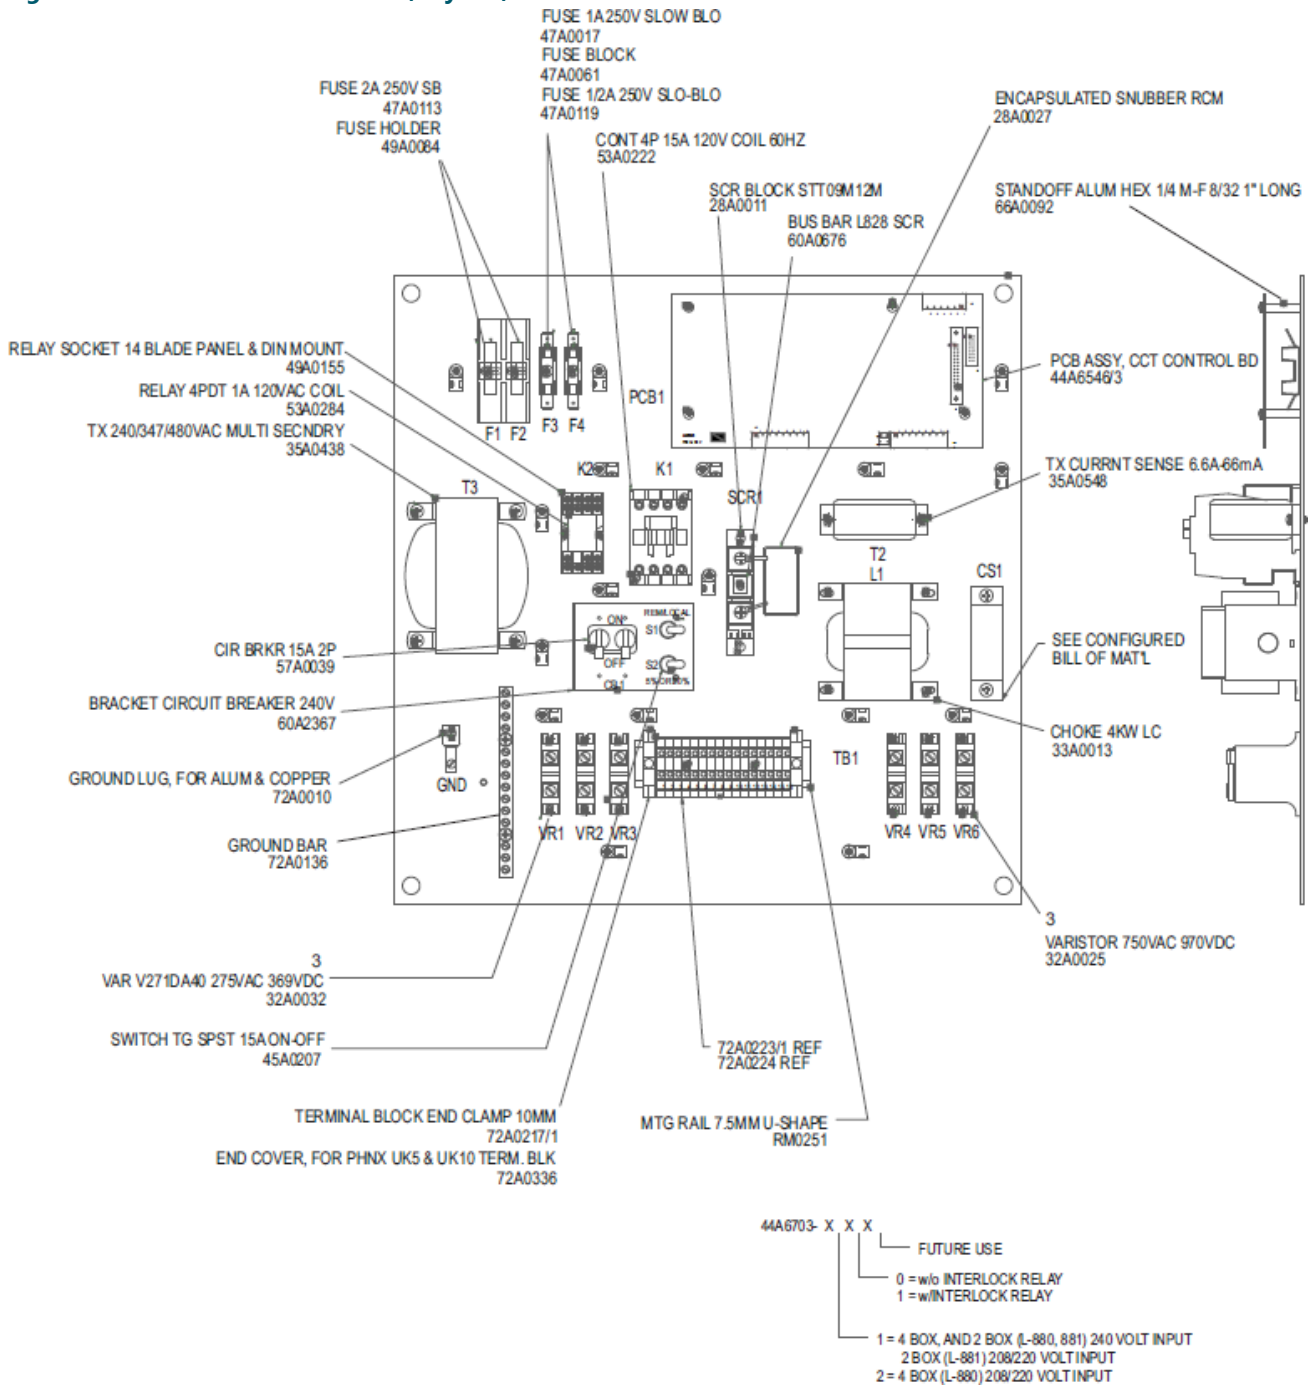 FUSE 1A 250V SLOW BLO
47A0017
FUSE BLOCK
47A0061
FUSE 1/2A 250V SLO-BLO
47A0119
FUSE 2A 250V SB
47A0113
FUSE HOLDER
49A0084
CONT 4P 15A 120V COIL 60HZ
53A0222
ENCAPSULATED SNUBBER RCM
28A0027
SCR BLOCK STT09M12M
28A0011
BUS BAR L828 SCR
60A0676
STANDOFF ALUM HEX 1/4 M-F 8/32 1" LONG
66A0092
RELAY SOCKET 14 BLADE PANEL & DIN MOUNT
49A0155
RELAY 4PDT 1A 120VAC COIL
53A0284
TX 240/347/480VAC MULTI SECNDRY
35A0438
PCB ASSY, CCT CONTROL BD
44A6546/3
PCB1
F1 F2 F3 F4
K2
K1
T3
SCR1
TX CURRNT SENSE 6.6A-66mA
35A0548
T2
L1
CS1
ON
OFF
CB1
REM/LOCAL
S1
S2
CIR BRKR 15A 2P
57A0039
SEE CONFIGURED
BILL OF MAT'L
BRACKET CIRCUIT BREAKER 240V
60A2367
CHOKE 4KW LC
33A0013
GROUND LUG, FOR ALUM & COPPER
72A0010
GND
TB1
GROUND BAR
72A0136
VR1 VR2 VR3
VR4 VR5 VR6
3
VARISTOR 750VAC 970VDC
32A0025
3
VAR V271DA40 275VAC 369VDC
32A0032
SWITCH TG SPST 15A ON-OFF
45A0207
72A0223/1 REF
72A0224 REF
TERMINAL BLOCK END CLAMP 10MM
72A0217/1
END COVER, FOR PHNX UK5 & UK10 TERM. BLK
72A0336
MTG RAIL 7.5MM U-SHAPE
RM0251
44A6703- X X X
FUTURE USE
0 = w/o INTERLOCK RELAY
1 = w/INTERLOCK RELAY
1 = 4 BOX, AND 2 BOX (L-880, 881) 240 VOLT INPUT
2 BOX (L-881) 208/220 VOLT INPUT
2 = 4 BOX (L-880) 208/220 VOLT INPUT